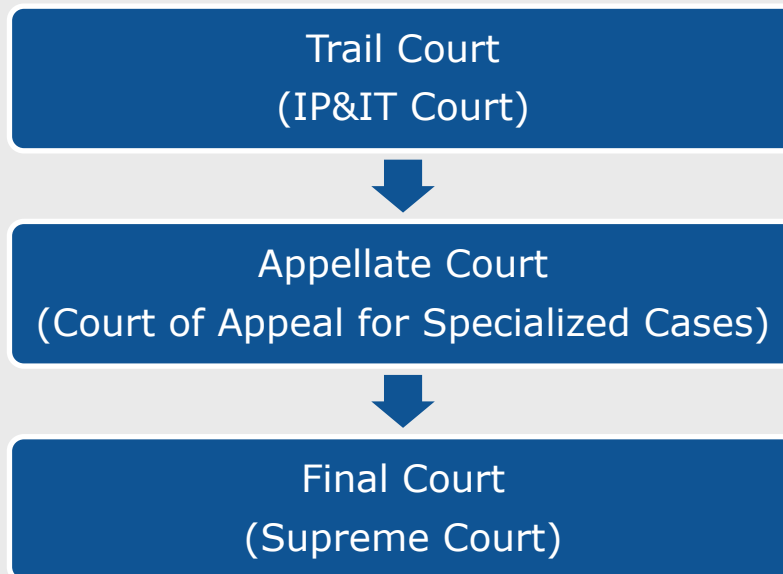 Trail Court
(IP&IT Court)
Appellate Court
(Court of Appeal for Specialized Cases)
Final Court
(Supreme Court)